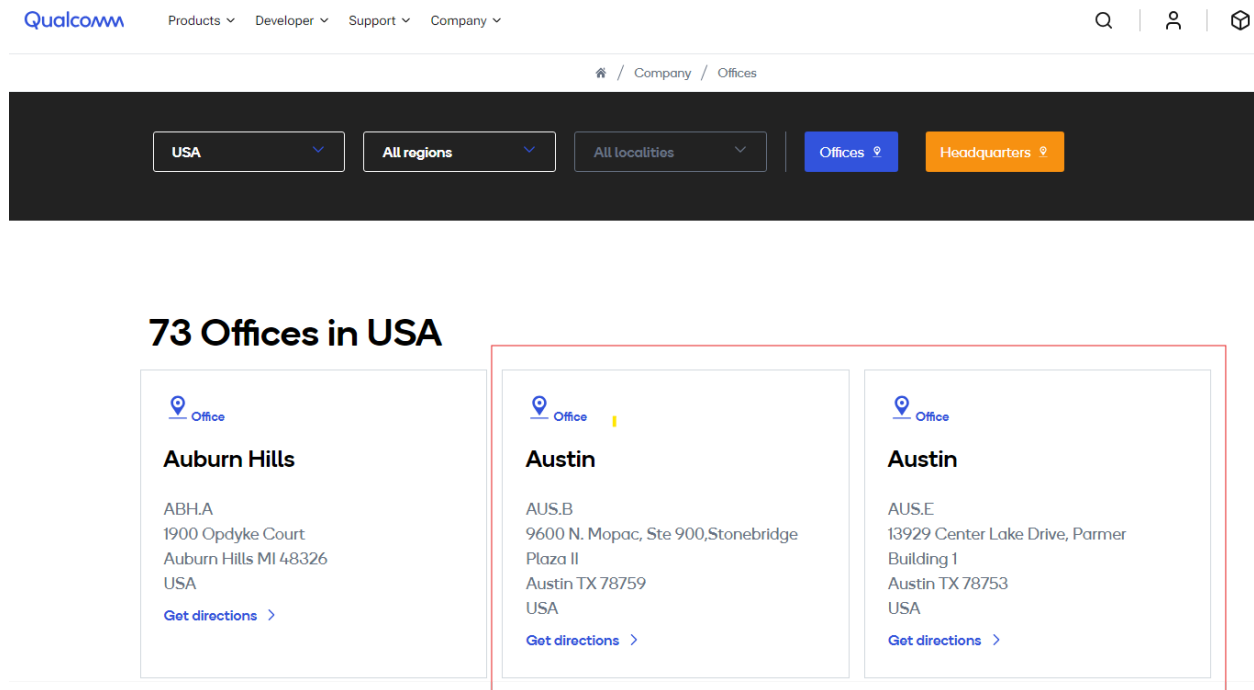 Qualcomm Products Developer Support Company
/ Company / Offices
USA All regions All localities Offices Headquarters
73 Offices in USA
Office
Auburn Hills
ABH.A
1900 Opdyke Court
Auburn Hills MI 48326
USA
Get directions
Office
Austin
AUS.B
9600 N. Mopac, Ste 900,Stonebridge
Plaza II
Austin TX 78759
USA
Get directions
Office
Austin
AUS.E
13929 Center Lake Drive, Parmer
Building 1
Austin TX 78753
USA
Get directions